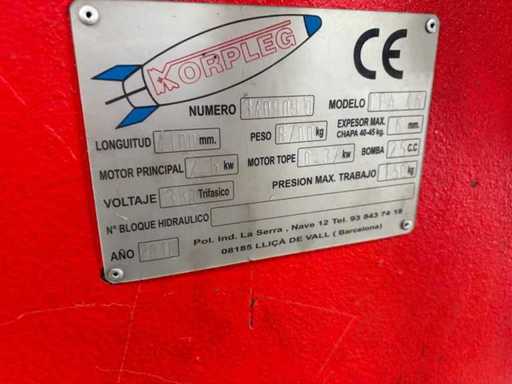 KORPLEG
CE
NUMERO MODELO
LONGUITUD mm. PESO kg EXPESOR MAX. CHAPA 40-45 kg. mm.
MOTOR PRINCIPAL kw MOTOR TOPE kw BOMBA C.C.
VOLTAJE Trifasico PRESION MAX. TRABAJO kg
Nº BLOQUE HIDRAULICO
AÑO
Pol. Ind. La Serra , Nave 12 Tel. 93 843 74 18
08185 LLIÇÀ DE VALL ( Barcelona)